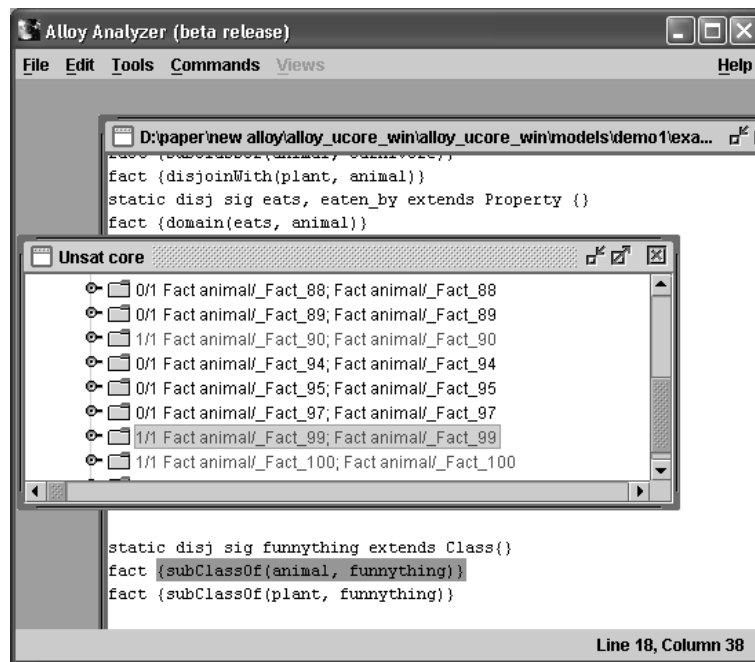 Alloy Analyzer (beta release)
File Edit Tools Commands Views Help
D:\paper\new alloy\alloy_ucore_win\alloy_ucore_win\models\demo1\exa...
fact {subClassOf(animal, carnivore)}
fact {disjoinWith(plant, animal)}
static disj sig eats, eaten_by extends Property {}
fact {domain(eats, animal)}
Unsat core
0/1 Fact animal/_Fact_88; Fact animal/_Fact_88
0/1 Fact animal/_Fact_89; Fact animal/_Fact_89
1/1 Fact animal/_Fact_90; Fact animal/_Fact_90
0/1 Fact animal/_Fact_94; Fact animal/_Fact_94
0/1 Fact animal/_Fact_95; Fact animal/_Fact_95
0/1 Fact animal/_Fact_97; Fact animal/_Fact_97
1/1 Fact animal/_Fact_99; Fact animal/_Fact_99
1/1 Fact animal/_Fact_100; Fact animal/_Fact_100
static disj sig funnything extends Class{}
fact {subClassOf(animal, funnything)}
fact {subClassOf(plant, funnything)}
Line 18, Column 38